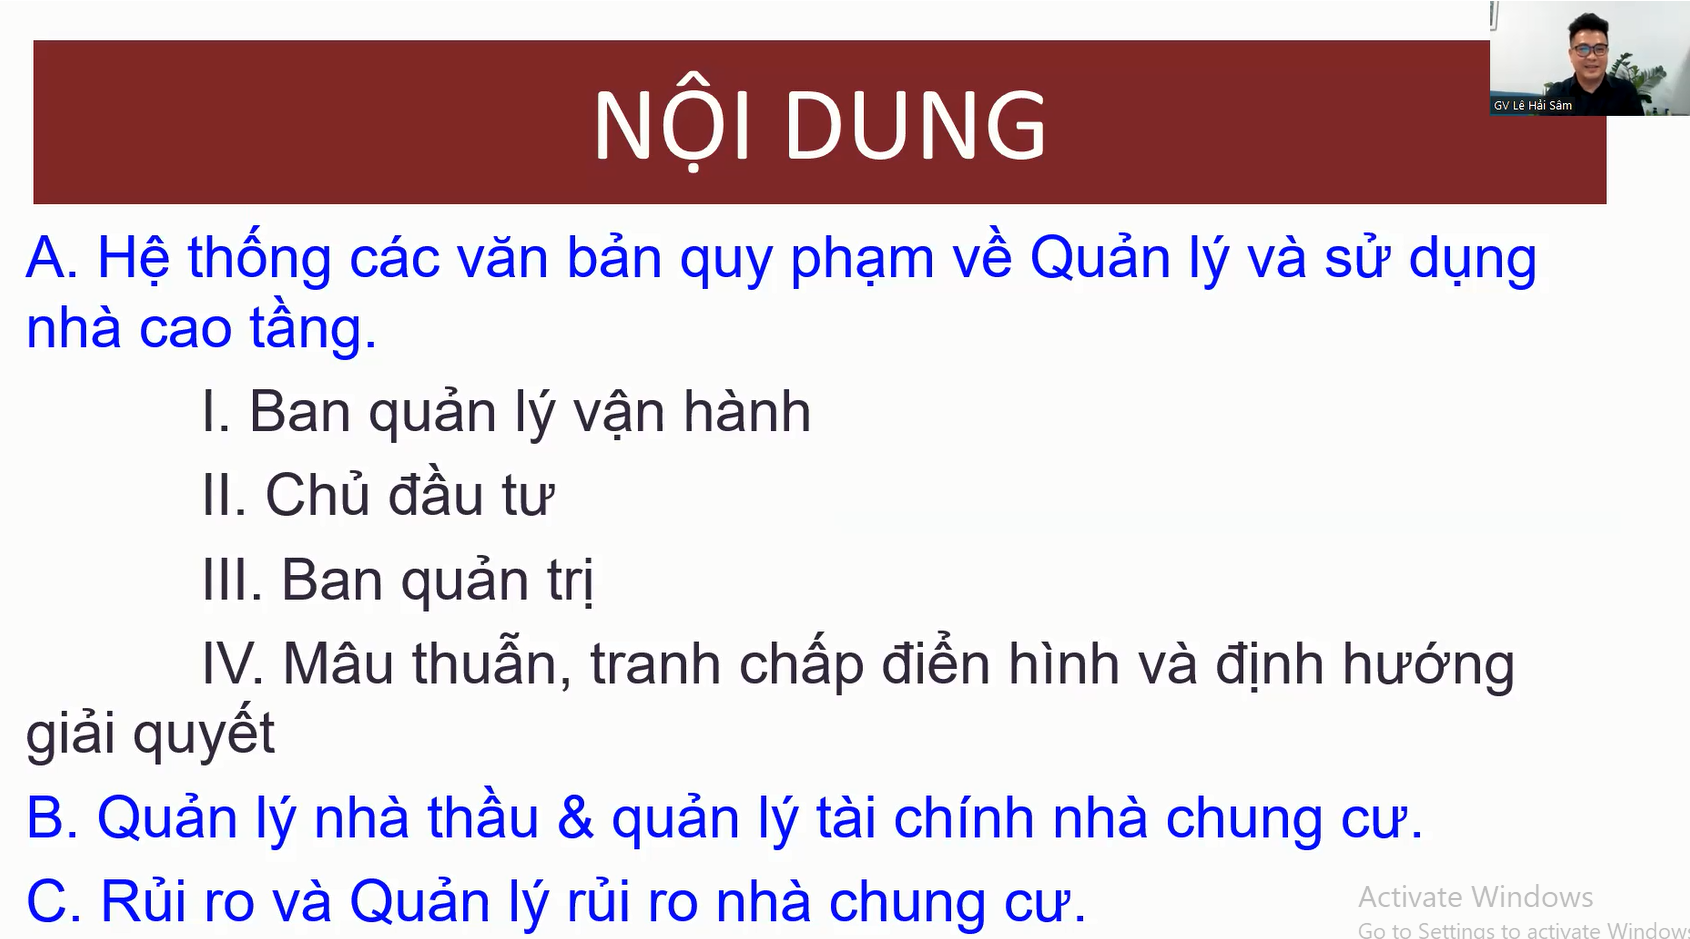 NỘI DUNG
GV Lê Hải Sâm
A. Hệ thống các văn bản quy phạm về Quản lý và sử dụng
nhà cao tầng.
I. Ban quản lý vận hành
II. Chủ đầu tư
III. Ban quản trị
IV. Mâu thuẫn, tranh chấp điển hình và định hướng
giải quyết
B. Quản lý nhà thầu & quản lý tài chính nhà chung cư.
C. Rủi ro và Quản lý rủi ro nhà chung cư.
Activate Windows
Go to Settings to activate Windows